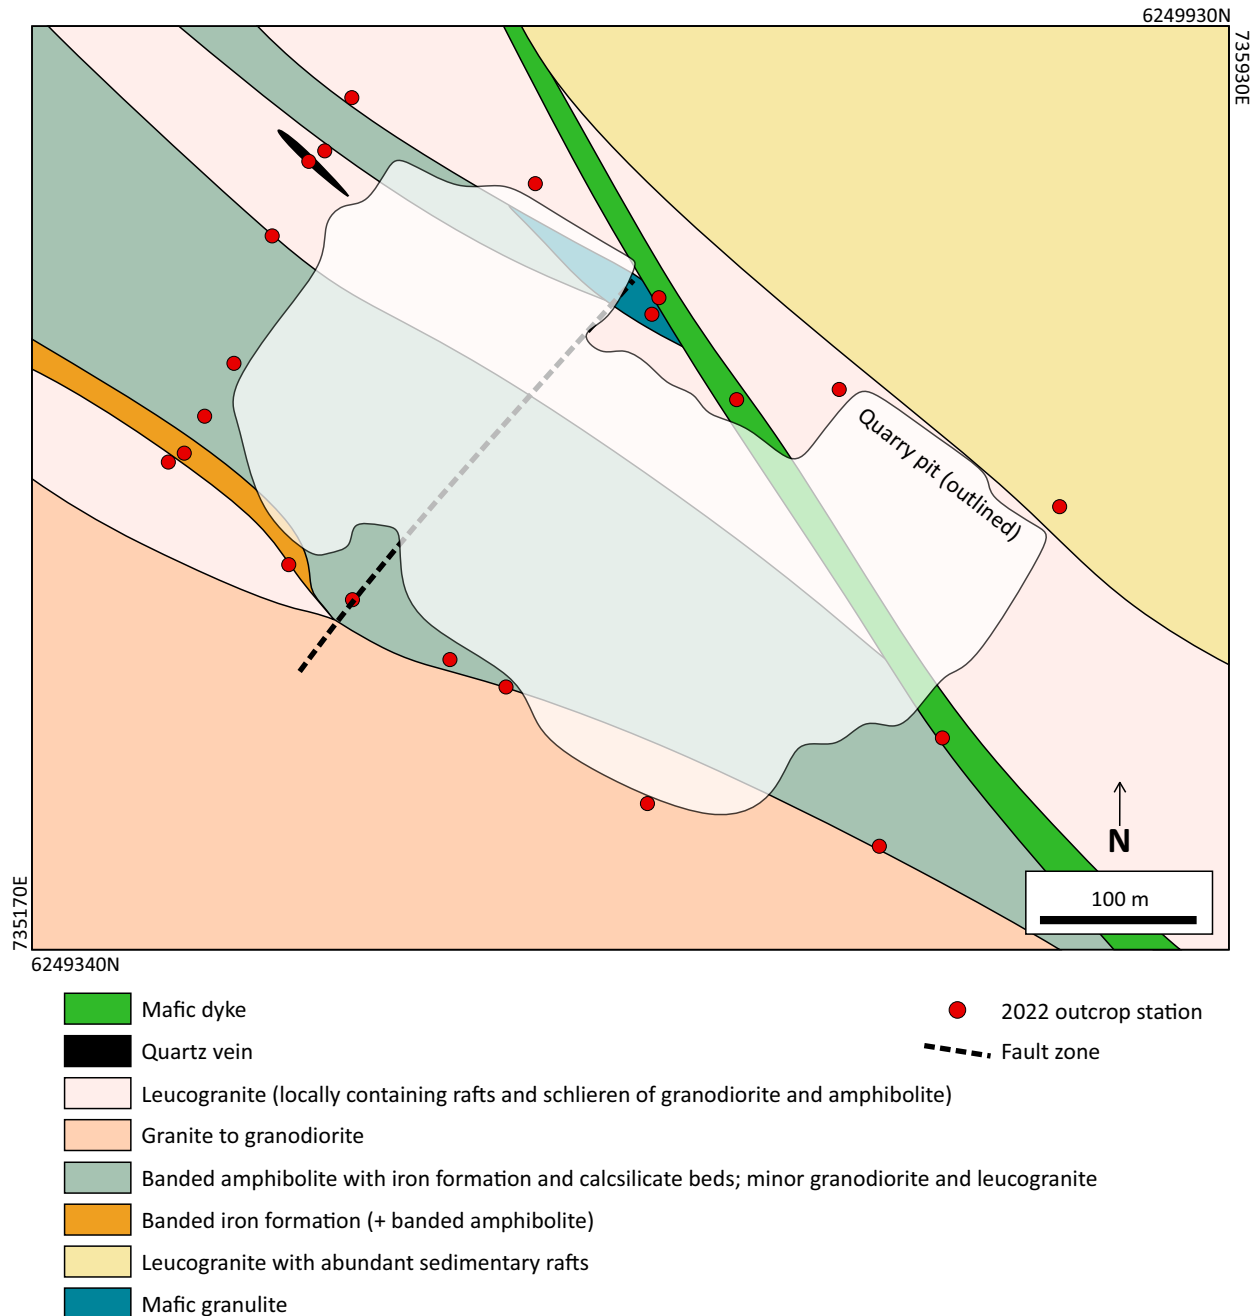 6249930N
735930E
Quarry pit (outlined)
N
100 m
735170E
6249340N
Mafic dyke
2022 outcrop station
Quartz vein
Fault zone
Leucogranite (locally containing rafts and schlieren of granodiorite and amphibolite)
Granite to granodiorite
Banded amphibolite with iron formation and calcsilicate beds; minor granodiorite and leucogranite
Banded iron formation (+ banded amphibolite)
Leucogranite with abundant sedimentary rafts
Mafic granulite